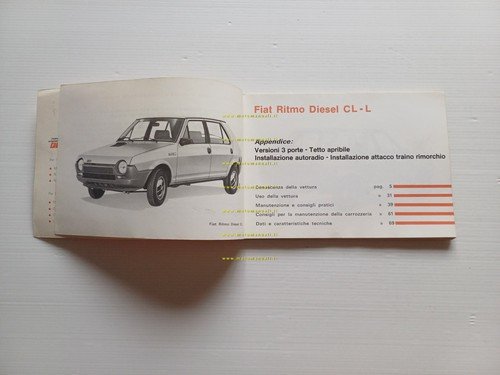 Fiat Ritmo Diesel CL - L
Appendice:
Versioni 3 porte - Tetto apribile
Installazione autoradio - Installazione attacco traino rimorchio
Conoscenza della vettura pag. 5
Uso della vettura » 31
Manutenzione e consigli pratici » 39
Consigli per la manutenzione della carrozzeria » 61
Dati e caratteristiche tecniche » 69
Fiat Ritmo Diesel L
www.motomanuali.it